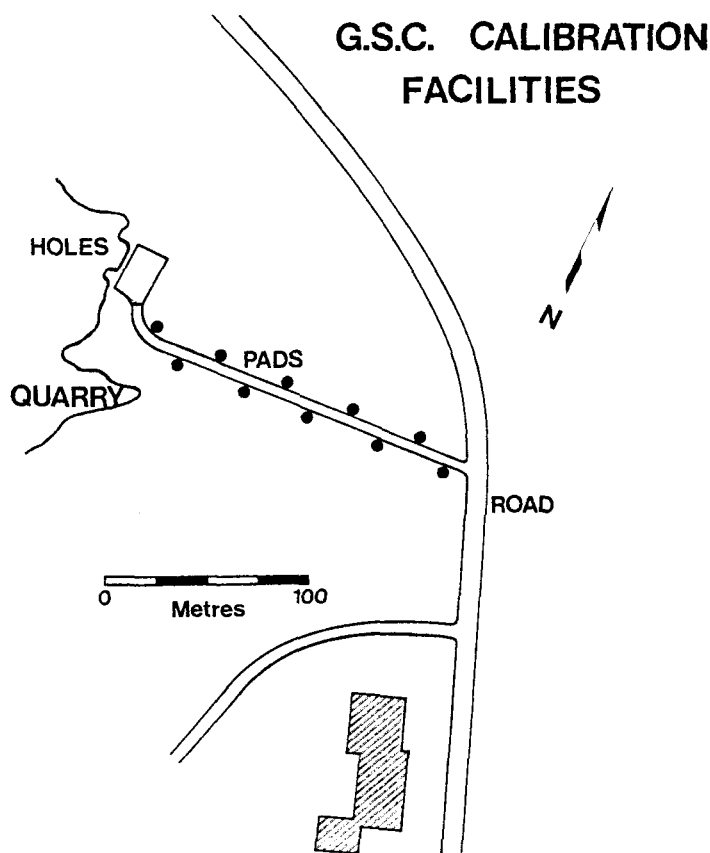 G.S.C. CALIBRATION
FACILITIES
HOLES
N
PADS
QUARRY
ROAD
0 100
Metres